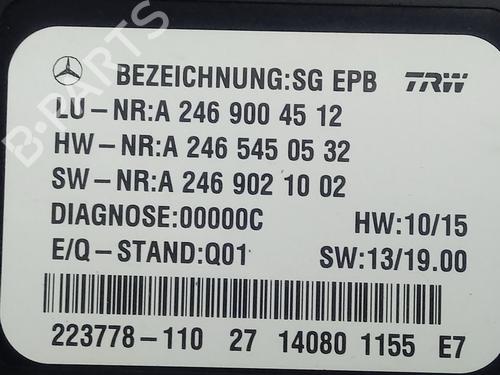 BEZEICHNUNG:SG EPB TRW
LU-NR:A 246 900 45 12
HW-NR:A 246 545 05 32
SW-NR:A 246 902 10 02
DIAGNOSE:00000C HW:10/15
E/Q-STAND:Q01 SW:13/19.00
223778-110 27 14080 1155 E7
B-PARTS